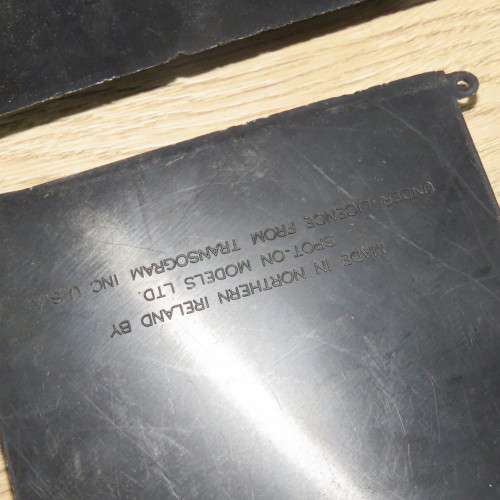 MADE IN NORTHERN IRELAND BY
SPOT-ON MODELS LTD.
UNDER LICENCE FROM TRANSOGRAM INC U.S.A.